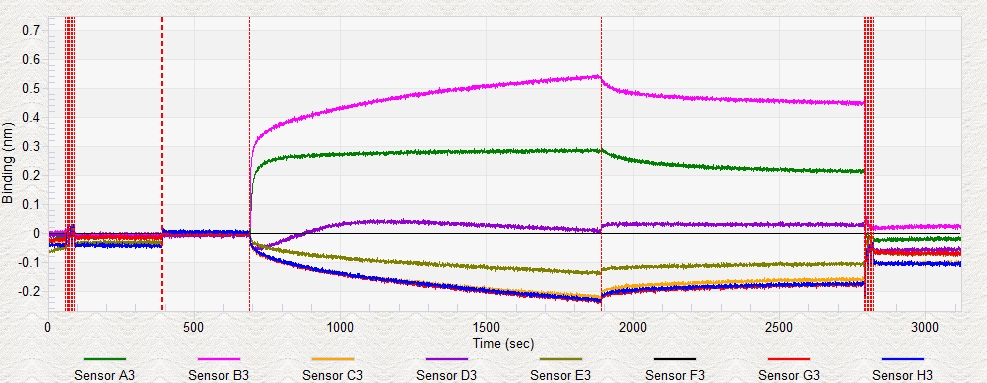 0.7
0.6
0.5
0.4
0.3
0.2
0.1
0
-0.1
-0.2
Binding (nm)
0 500 1000 1500 2000 2500 3000
Time (sec)
Sensor A3 Sensor B3 Sensor C3 Sensor D3 Sensor E3 Sensor F3 Sensor G3 Sensor H3